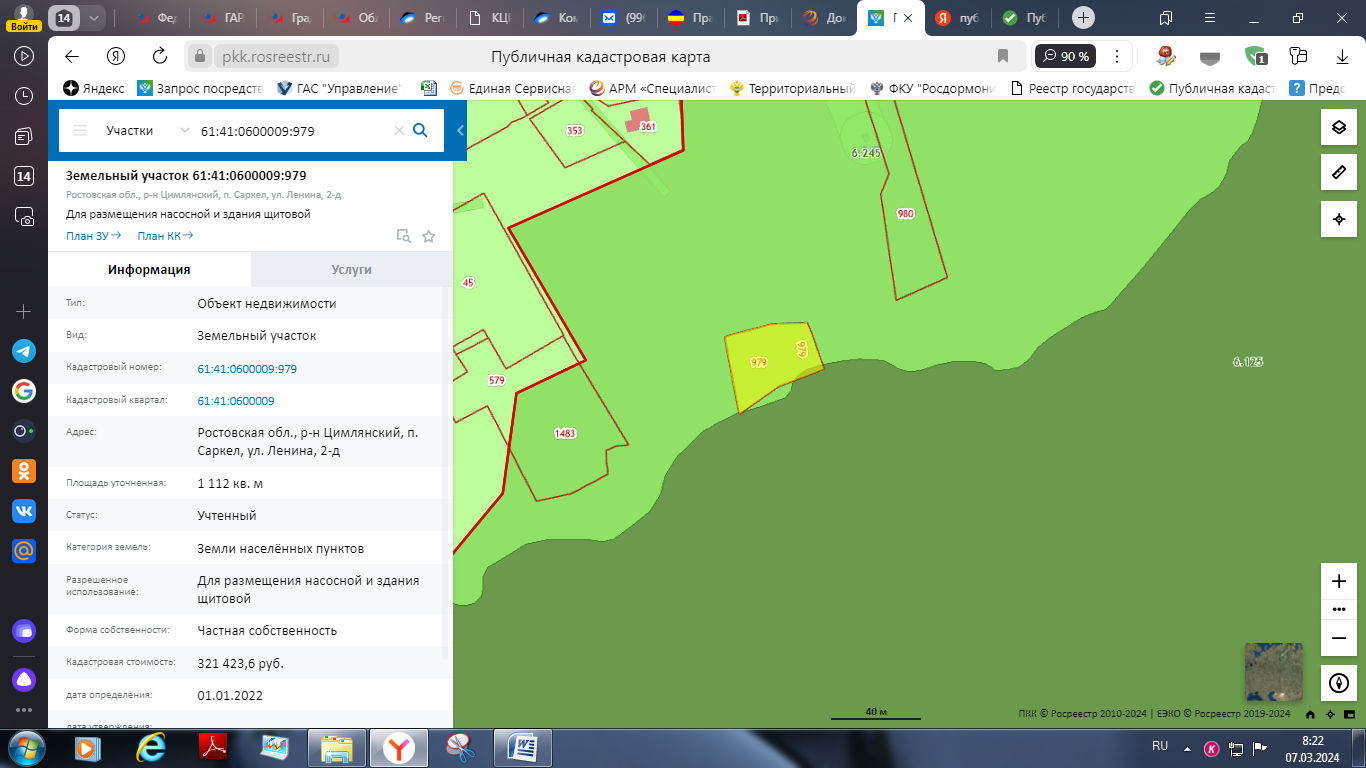 Войти
14
Фед
ГАР
Гра
Обл
Рег
КЦ
Ком
(99
Пра
При
Док
П
пуб
Пуб
pkk.rosreestr.ru
Публичная кадастровая карта
90 %
1
Яндекс
Запрос посредств
ГАС "Управление"
Единая Сервисная
АРМ «Специалист
Территориальный
ФКУ "Росдормони
Реестр государств
Публичная кадаст
Предс
14
Участки
61:41:0600009:979
Земельный участок 61:41:0600009:979
Ростовская обл., р-н Цимлянский, п. Саркел, ул. Ленина, 2-д
Для размещения насосной и здания щитовой
План ЗУ→
План КК→
Информация
Услуги
Тип:
Объект недвижимости
Вид:
Земельный участок
Кадастровый номер:
61:41:0600009:979
Кадастровый квартал:
61:41:0600009
Адрес:
Ростовская обл., р-н Цимлянский, п.
Саркел, ул. Ленина, 2-д
Площадь уточненная:
1 112 кв. м
Статус:
Учтенный
Категория земель:
Земли населённых пунктов
Разрешенное
использование:
Для размещения насосной и здания
щитовой
Форма собственности:
Частная собственность
Кадастровая стоимость:
321 423,6 руб.
дата определения:
01.01.2022
дата утверждения:
353
361
6.245
980
45
979
979
579
6.125
1483
40 м
ПКК © Росреестр 2010-2024 | ЕЭКО © Росреестр 2019-2024
RU
8:22
07.03.2024